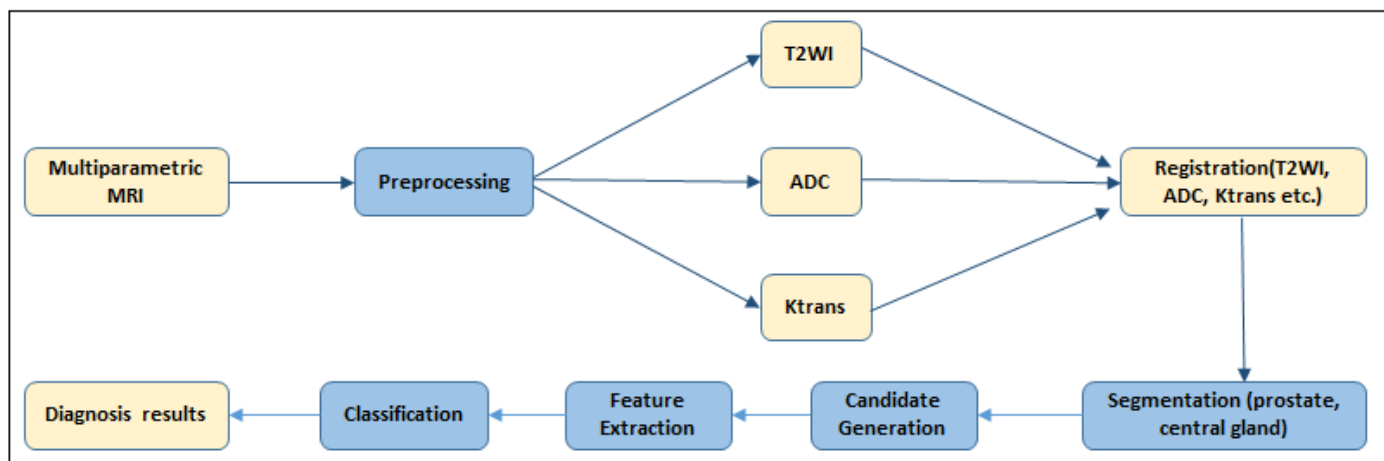 T2WI
Multiparametric
MRI
Preprocessing
ADC
Registration(T2WI,
ADC, Ktrans etc.)
Ktrans
Diagnosis results
Classification
Feature
Extraction
Candidate
Generation
Segmentation (prostate,
central gland)